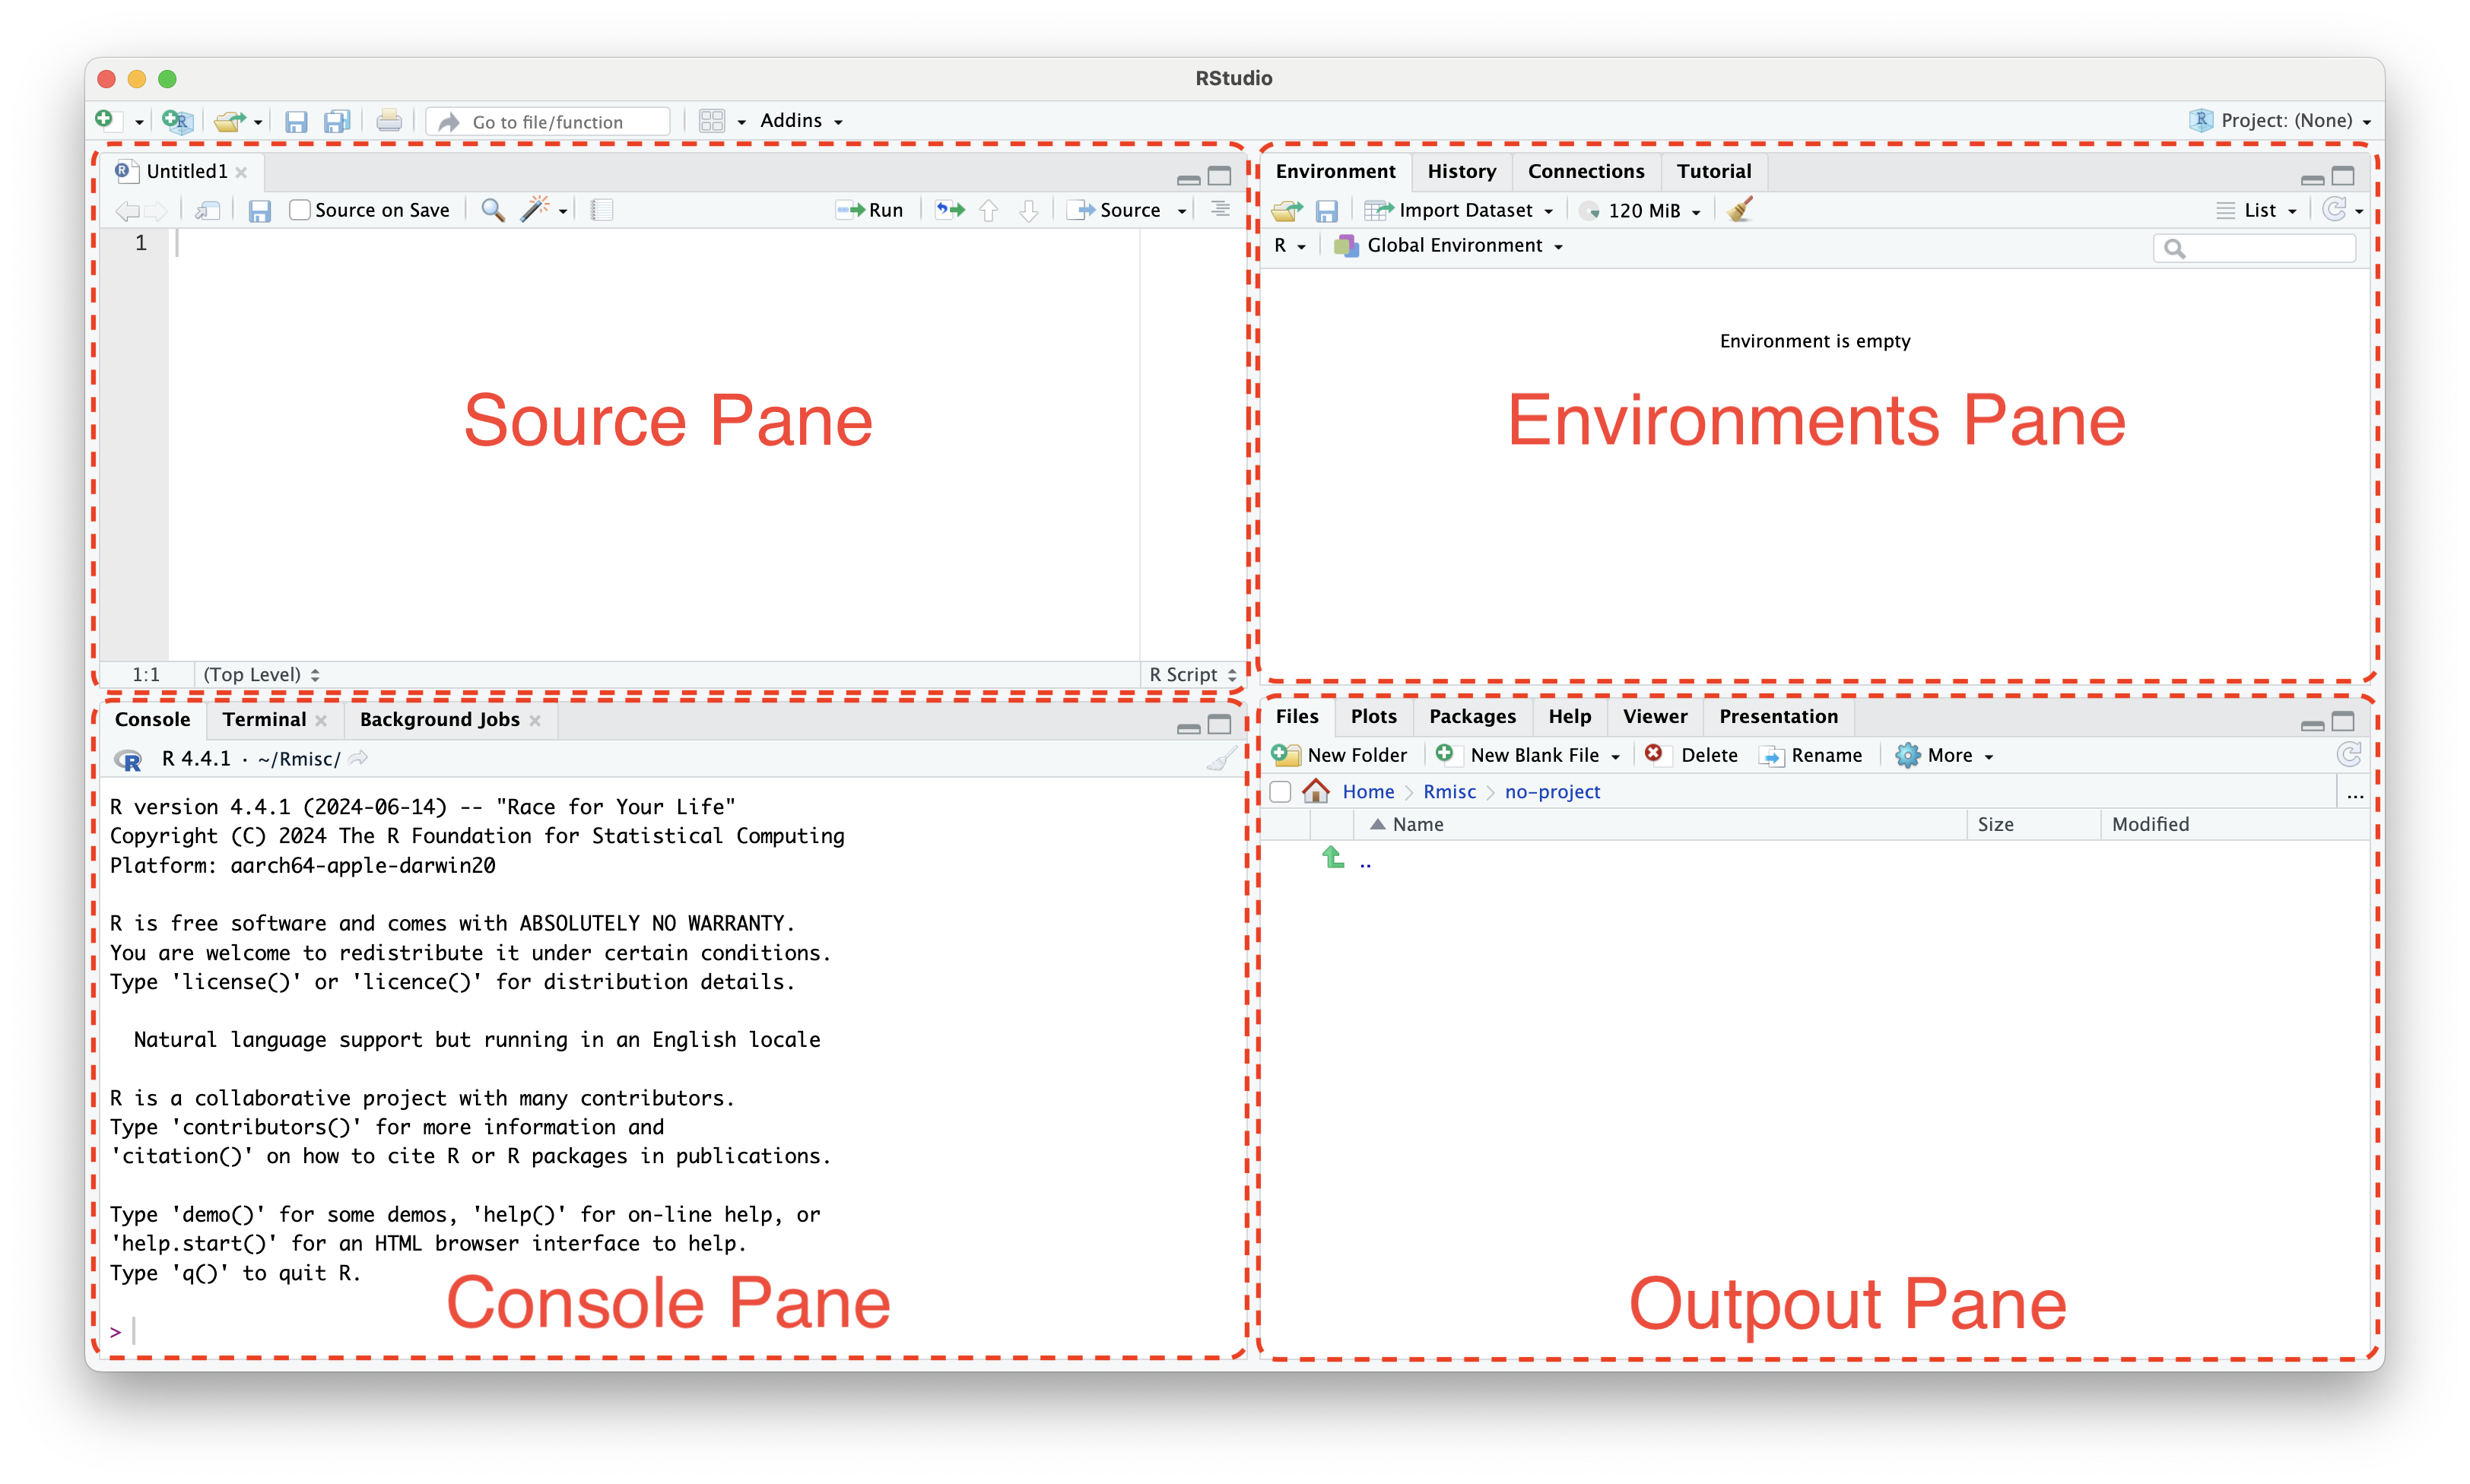 RStudio
Go to file/function
Addins
Project: (None)
Untitled1
Source on Save
Run
Source
1
Source Pane
1:1
(Top Level)
R Script
Environment History Connections Tutorial
Import Dataset
120 MiB
List
R
Global Environment
Environment is empty
Environments Pane
Console Terminal Background Jobs
R 4.4.1 · ~/Rmisc/
R version 4.4.1 (2024-06-14) -- "Race for Your Life"
Copyright (C) 2024 The R Foundation for Statistical Computing
Platform: aarch64-apple-darwin20
R is free software and comes with ABSOLUTELY NO WARRANTY.
You are welcome to redistribute it under certain conditions.
Type 'license()' or 'licence()' for distribution details.
Natural language support but running in an English locale
R is a collaborative project with many contributors.
Type 'contributors()' for more information and
'citation()' on how to cite R or R packages in publications.
Type 'demo()' for some demos, 'help()' for on-line help, or
'help.start()' for an HTML browser interface to help.
Type 'q()' to quit R.
>
Console Pane
Files Plots Packages Help Viewer Presentation
New Folder New Blank File Delete Rename More
Home Rmisc no-project ...
Name Size Modified
..
Outpout Pane